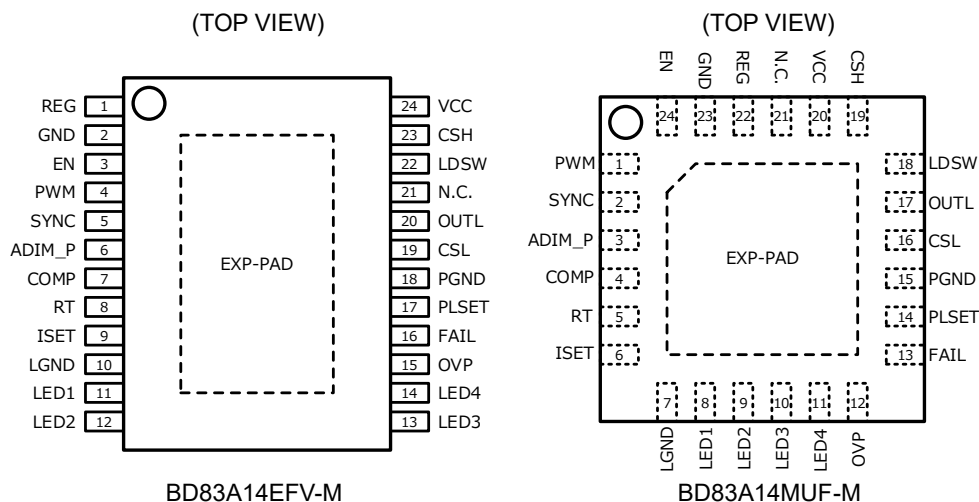 (TOP VIEW)
REG 1
GND 2
EN 3
PWM 4
SYNC 5
ADIM_P 6
COMP 7
RT 8
ISET 9
LGND 10
LED1 11
LED2 12
24 VCC
23 CSH
22 LDSW
21 N.C.
20 OUTL
19 CSL
18 PGND
17 PLSET
16 FAIL
15 OVP
14 LED4
13 LED3
EXP-PAD
BD83A14EFV-M
(TOP VIEW)
EN GND REG N.C. VCC CSH
24 23 22 21 20 19
PWM 1
SYNC 2
ADIM_P 3
COMP 4
RT 5
ISET 6
18 LDSW
17 OUTL
16 CSL
15 PGND
14 PLSET
13 FAIL
EXP-PAD
7 8 9 10 11 12
LGND LED1 LED2 LED3 LED4 OVP
BD83A14MUF-M